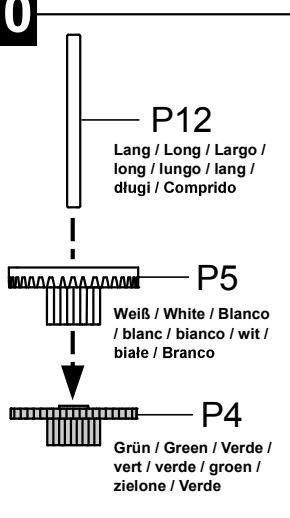 0
P12
Lang / Long / Largo /
long / lungo / lang /
długi / Comprido
P5
Weiß / White / Blanco
/ blanc / bianco / wit /
białe / Branco
P4
Grün / Green / Verde /
vert / verde / groen /
zielone / Verde